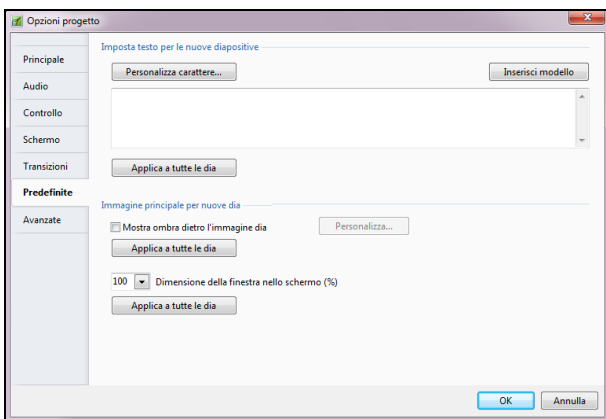 Opzioni progetto
Principale
Audio
Controllo
Schermo
Transizioni
Predefinite
Avanzate
Imposta testo per le nuove diapositive
Personalizza carattere...
Inserisci modello
Applica a tutte le dia
Immagine principale per nuove dia
Mostra ombra dietro l'immagine dia
Personalizza...
Applica a tutte le dia
100 Dimensione della finestra nello schermo (%)
Applica a tutte le dia
OK
Annulla